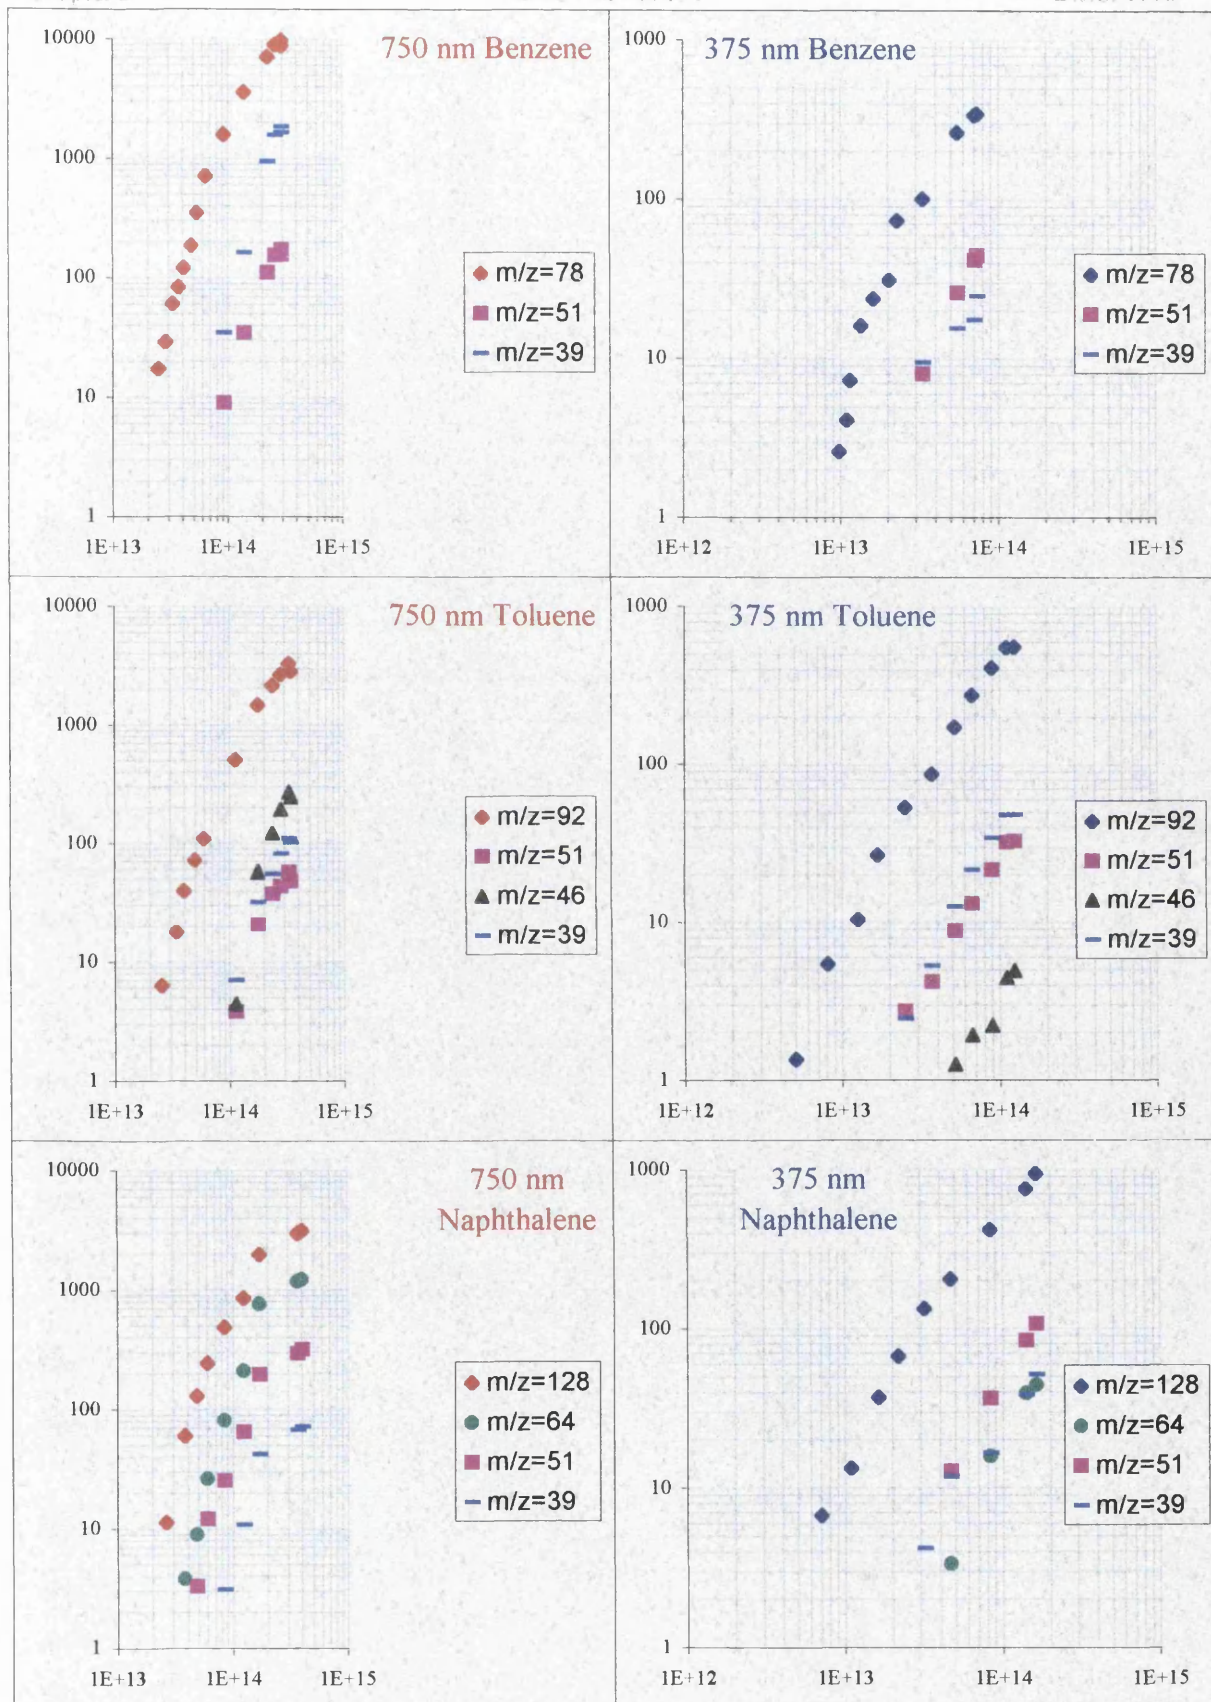 750 nm Benzene
10000
1000
100
10
1
1E+13 1E+14 1E+15
m/z=78
m/z=51
m/z=39
375 nm Benzene
1000
100
10
1
1E+12 1E+13 1E+14 1E+15
m/z=78
m/z=51
m/z=39
750 nm Toluene
10000
1000
100
10
1
1E+13 1E+14 1E+15
m/z=92
m/z=51
m/z=46
m/z=39
375 nm Toluene
1000
100
10
1
1E+12 1E+13 1E+14 1E+15
m/z=92
m/z=51
m/z=46
m/z=39
750 nm
Naphthalene
10000
1000
100
10
1
1E+13 1E+14 1E+15
m/z=128
m/z=64
m/z=51
m/z=39
375 nm
Naphthalene
1000
100
10
1
1E+12 1E+13 1E+14 1E+15
m/z=128
m/z=64
m/z=51
m/z=39